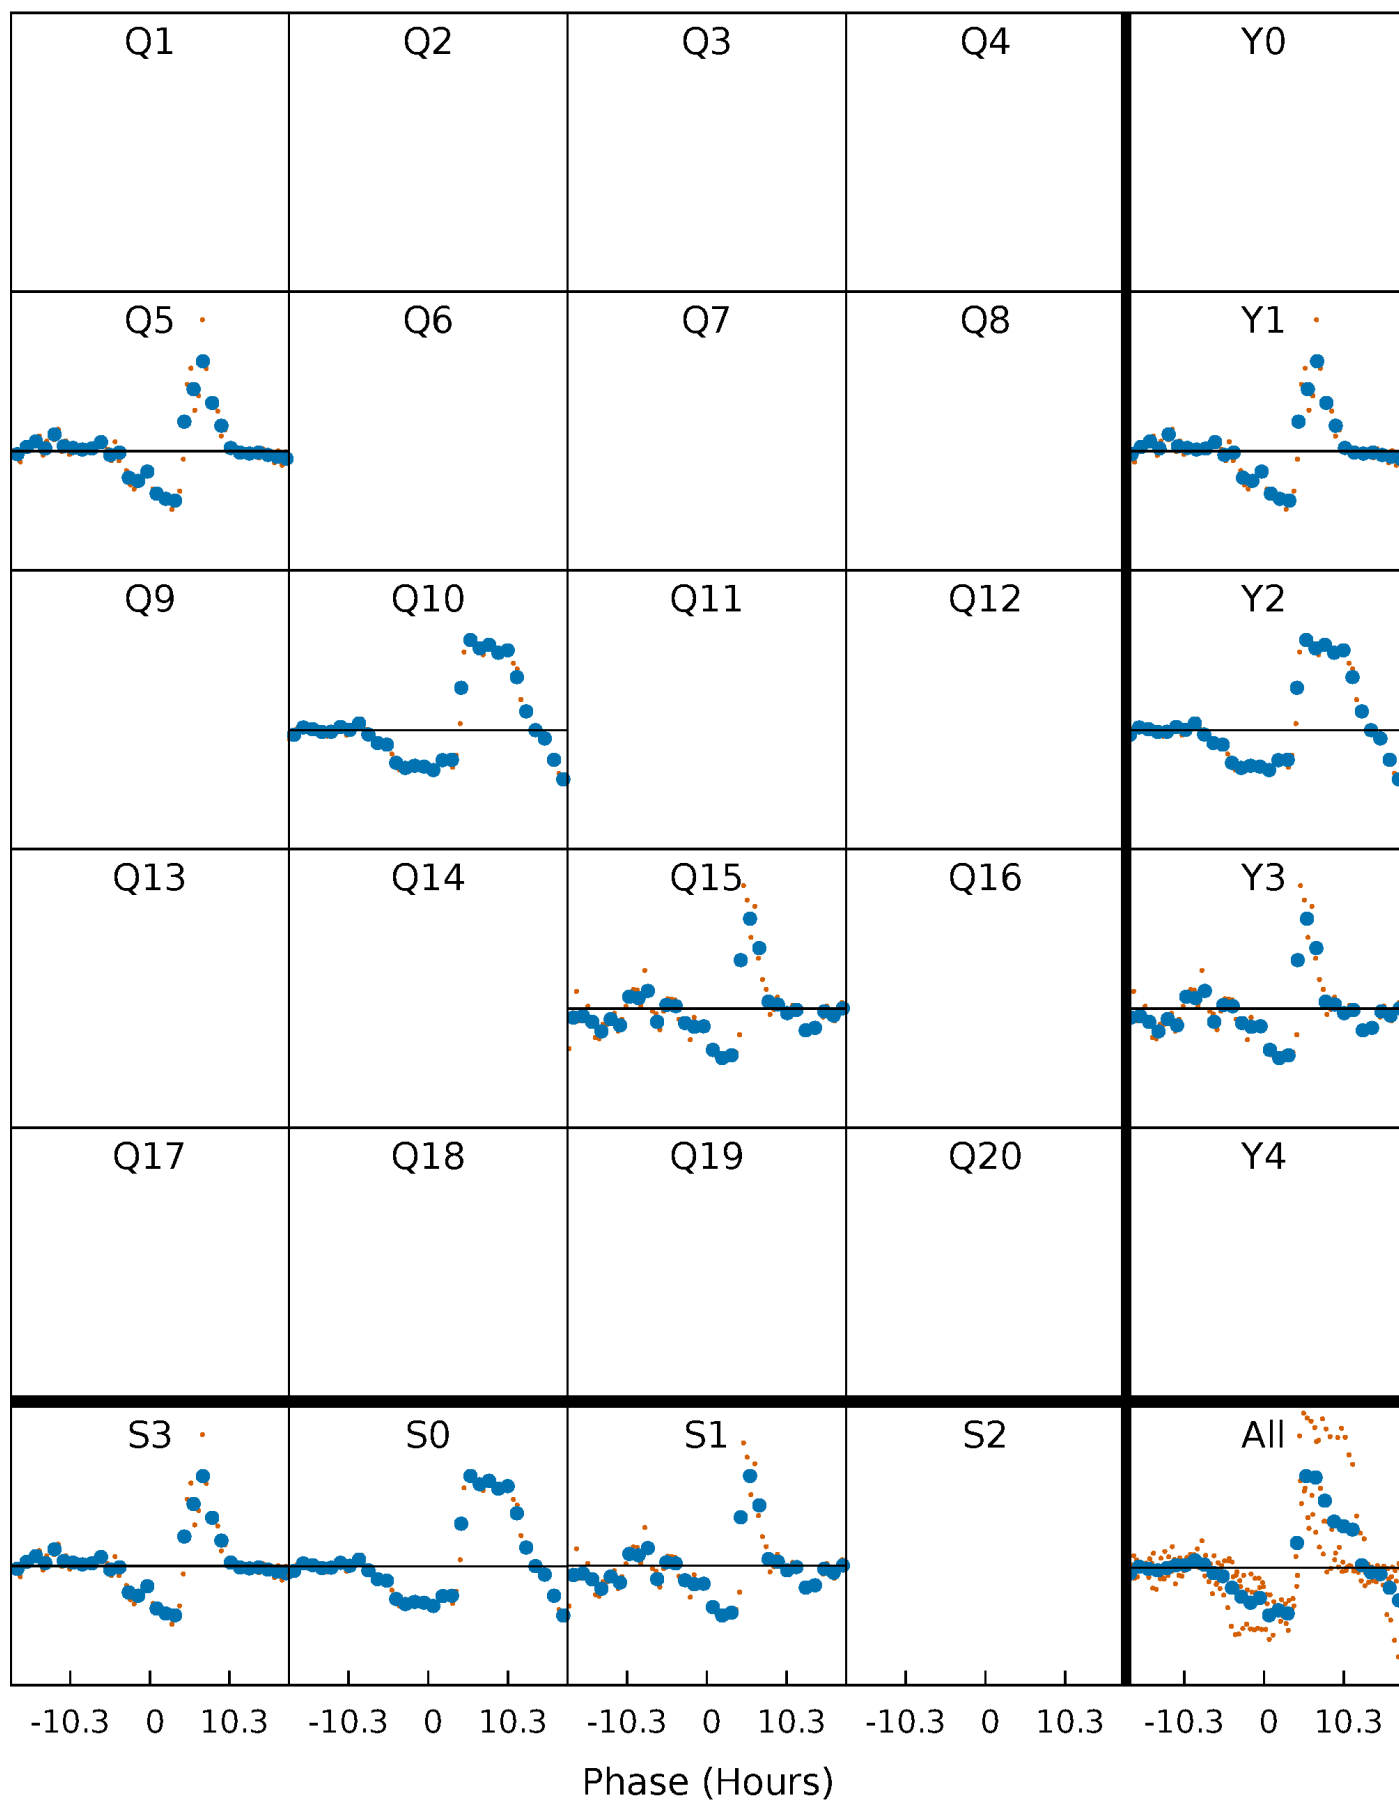 Q1 Q2 Q3 Q4 Y0
Q5 Q6 Q7 Q8 Y1
Q9 Q10 Q11 Q12 Y2
Q13 Q14 Q15 Q16 Y3
Q17 Q18 Q19 Q20 Y4
S3 S0 S1 S2 All
-10.3 0 10.3 -10.3 0 10.3 -10.3 0 10.3 -10.3 0 10.3 -10.3 0 10.3
Phase (Hours)